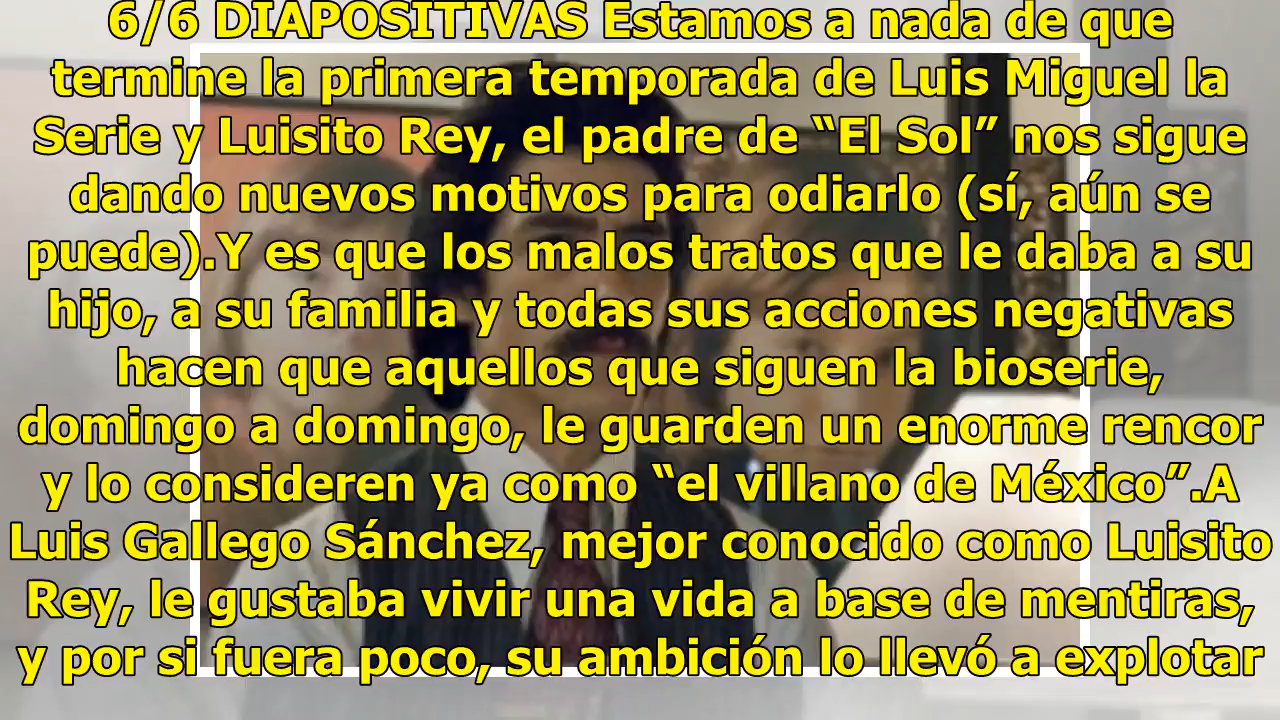 6/6 DIAPOSITIVAS Estamos a nada de que
termine la primera temporada de Luis Miguel la
Serie y Luisito Rey, el padre de “El Sol” nos sigue
dando nuevos motivos para odiarlo (sí, aún se
puede).Y es que los malos tratos que le daba a su
hijo, a su familia y todas sus acciones negativas
hacen que aquellos que siguen la bioserie,
domingo a domingo, le guarden un enorme rencor
y lo consideren ya como “el villano de México”.A
Luis Gallego Sánchez, mejor conocido como Luisito
Rey, le gustaba vivir una vida a base de mentiras,
y por si fuera poco, su ambición lo llevó a explotar